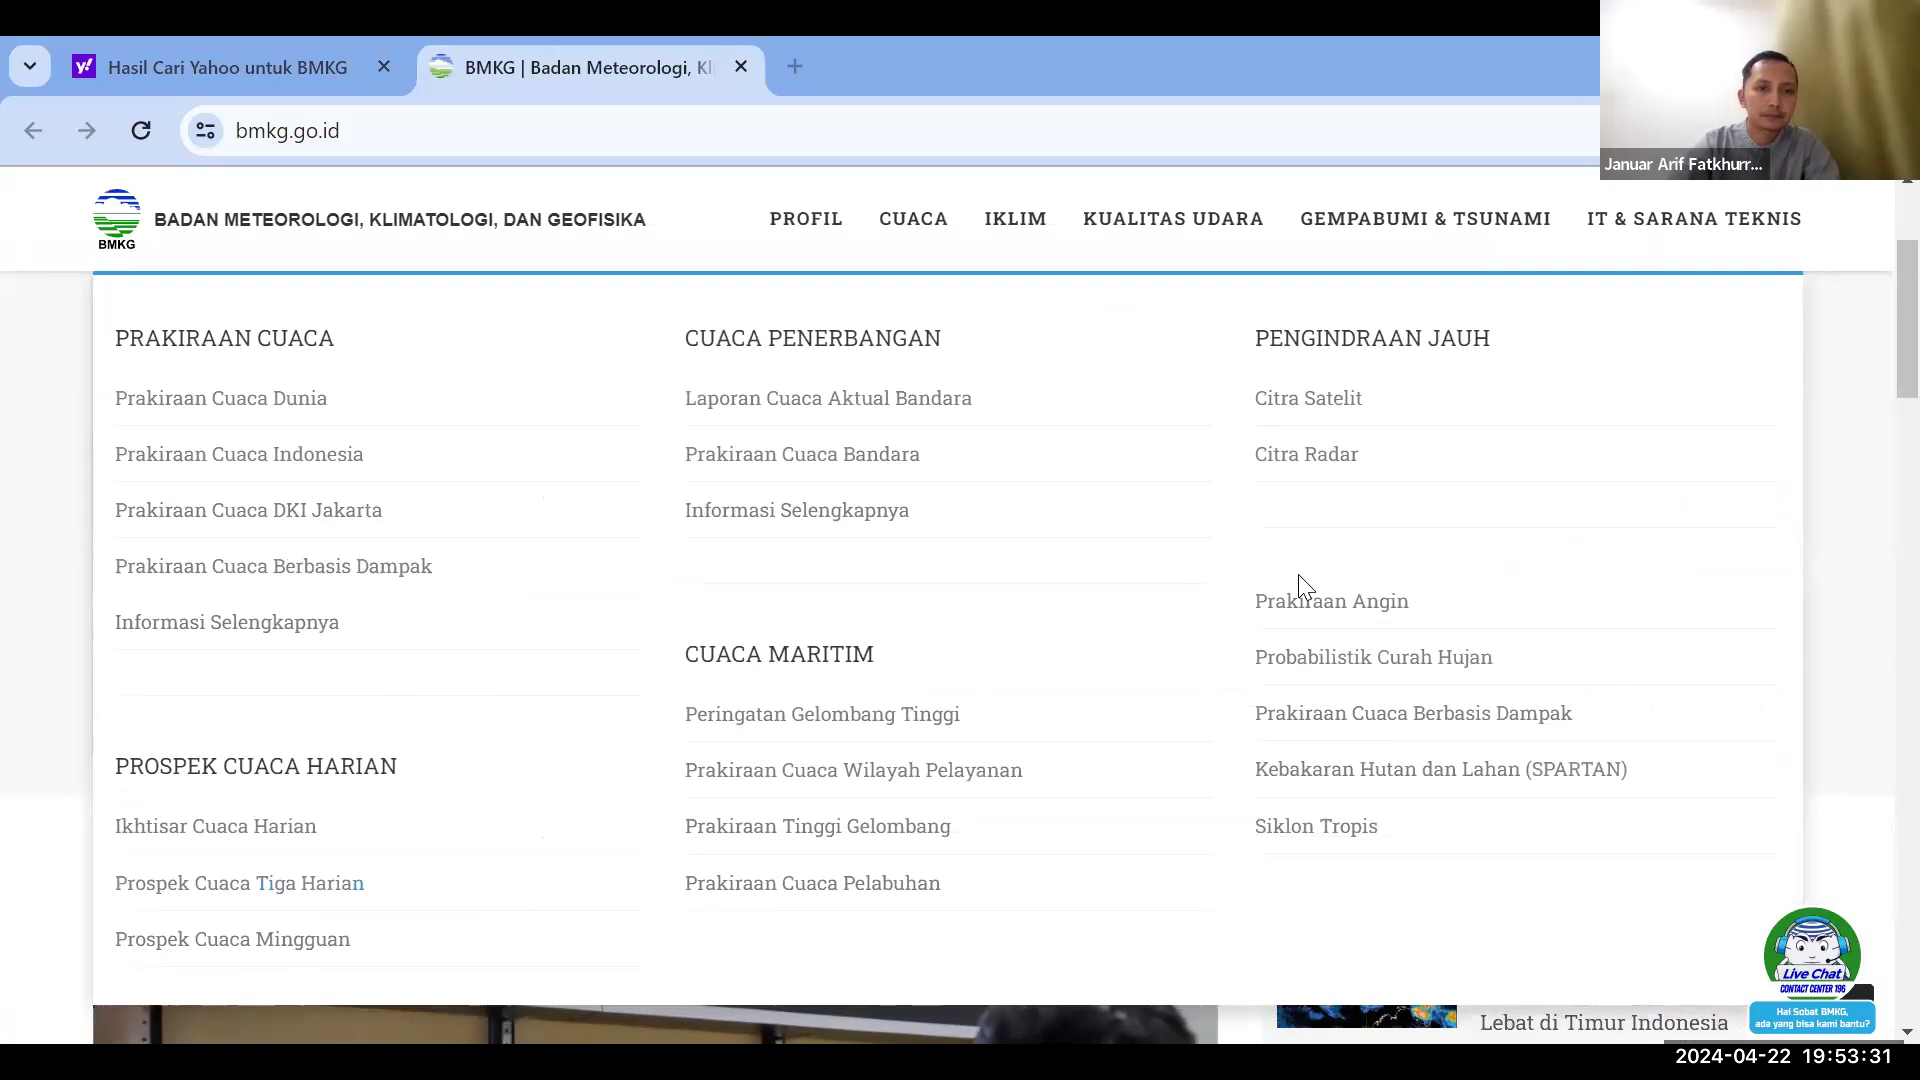 Hasil Cari Yahoo untuk BMKG
BMKG | Badan Meteorologi, Kl
bmkg.go.id
Januar Arif Fatkhurr...
BMKG
BADAN METEOROLOGI, KLIMATOLOGI, DAN GEOFISIKA
PROFIL
CUACA
IKLIM
KUALITAS UDARA
GEMPABUMI & TSUNAMI
IT & SARANA TEKNIS
PRAKIRAAN CUACA
Prakiraan Cuaca Dunia
Prakiraan Cuaca Indonesia
Prakiraan Cuaca DKI Jakarta
Prakiraan Cuaca Berbasis Dampak
Informasi Selengkapnya
PROSPEK CUACA HARIAN
Ikhtisar Cuaca Harian
Prospek Cuaca Tiga Harian
Prospek Cuaca Mingguan
CUACA PENERBANGAN
Laporan Cuaca Aktual Bandara
Prakiraan Cuaca Bandara
Informasi Selengkapnya
CUACA MARITIM
Peringatan Gelombang Tinggi
Prakiraan Cuaca Wilayah Pelayanan
Prakiraan Tinggi Gelombang
Prakiraan Cuaca Pelabuhan
PENGINDRAAN JAUH
Citra Satelit
Citra Radar
Prakiraan Angin
Probabilistik Curah Hujan
Prakiraan Cuaca Berbasis Dampak
Kebakaran Hutan dan Lahan (SPARTAN)
Siklon Tropis
Live Chat
CONTACT CENTER 196
Hai Sobat BMKG,
ada yang bisa kami bantu?
Lebat di Timur Indonesia
2024-04-22 19:53:31